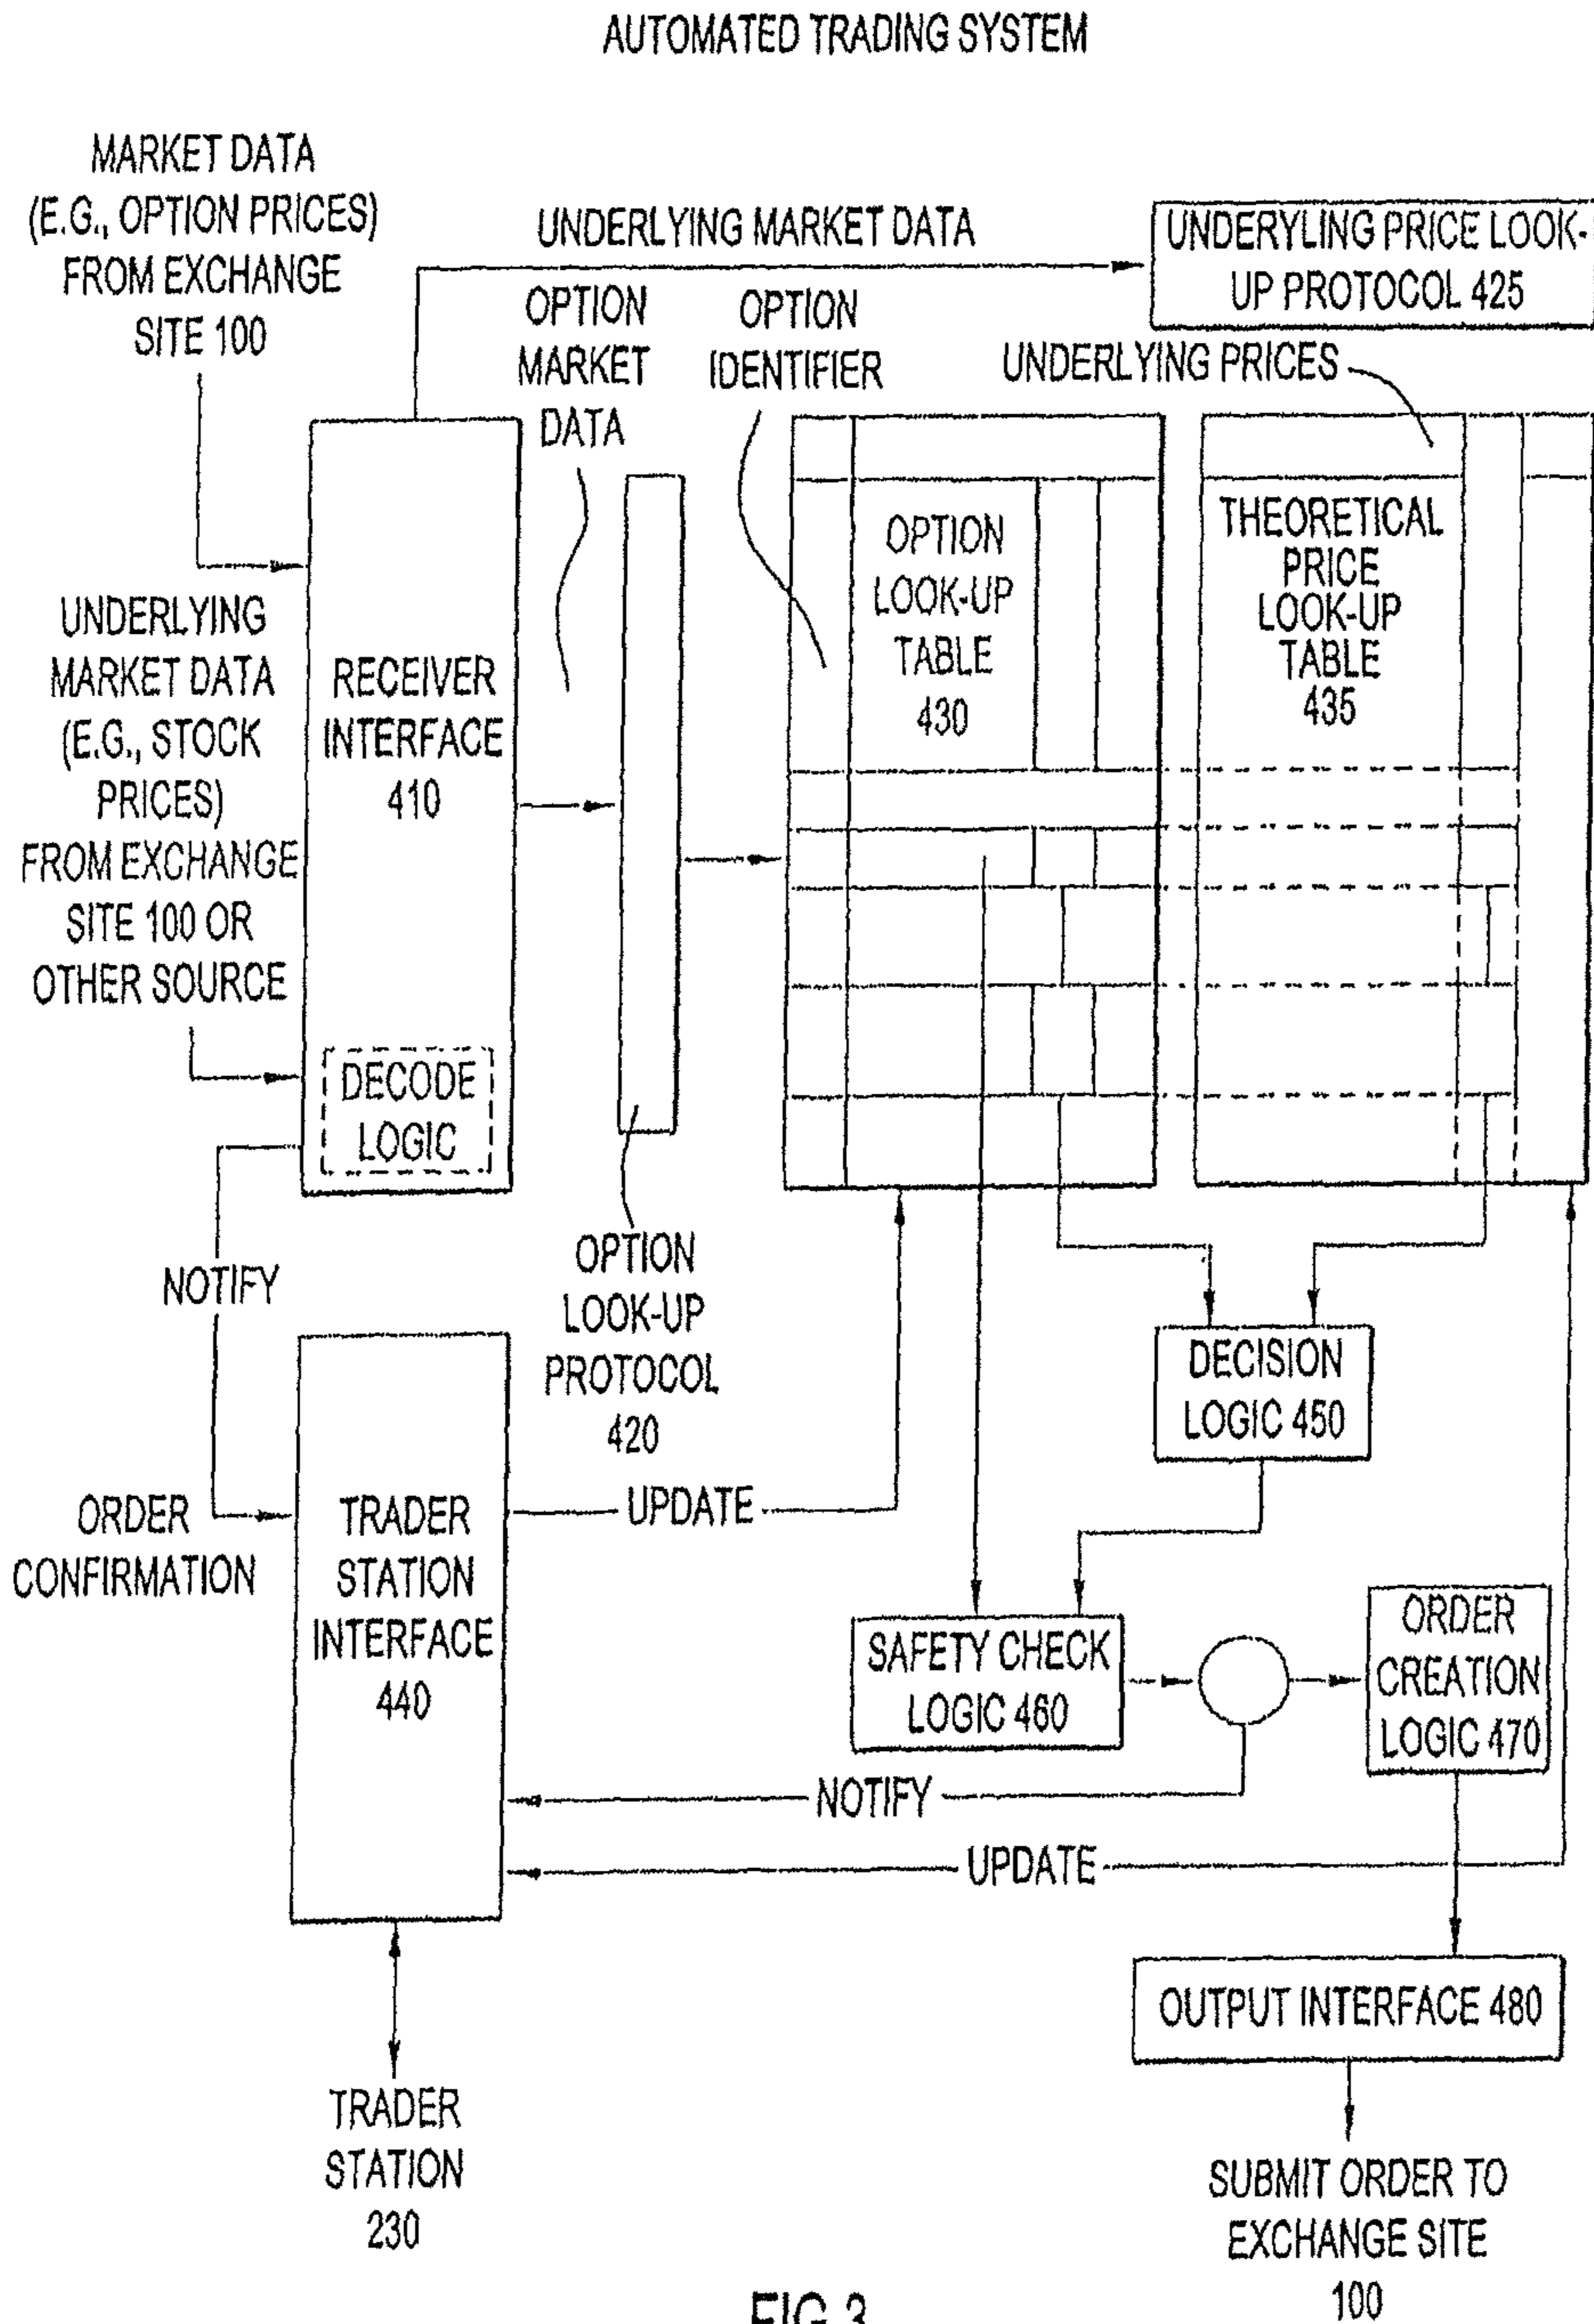 AUTOMATED TRADING SYSTEM
MARKET DATA
(E.G., OPTION PRICES)
FROM EXCHANGE
SITE 100
UNDERLYING MARKET DATA
UNDERYLING PRICE LOOK-
UP PROTOCOL 425
OPTION
MARKET
DATA
OPTION
IDENTIFIER
UNDERLYING PRICES
UNDERLYING
MARKET DATA
(E.G., STOCK
PRICES)
FROM EXCHANGE
SITE 100 OR
OTHER SOURCE
RECEIVER
INTERFACE
410
DECODE
LOGIC
OPTION
LOOK-UP
TABLE
430
THEORETICAL
PRICE
LOOK-UP
TABLE
435
NOTIFY
OPTION
LOOK-UP
PROTOCOL
420
DECISION
LOGIC 450
ORDER
CONFIRMATION
TRADER
STATION
INTERFACE
440
UPDATE
SAFETY CHECK
LOGIC 460
ORDER
CREATION
LOGIC 470
NOTIFY
UPDATE
OUTPUT INTERFACE 480
TRADER
STATION
230
SUBMIT ORDER TO
EXCHANGE SITE
100
FIG.3